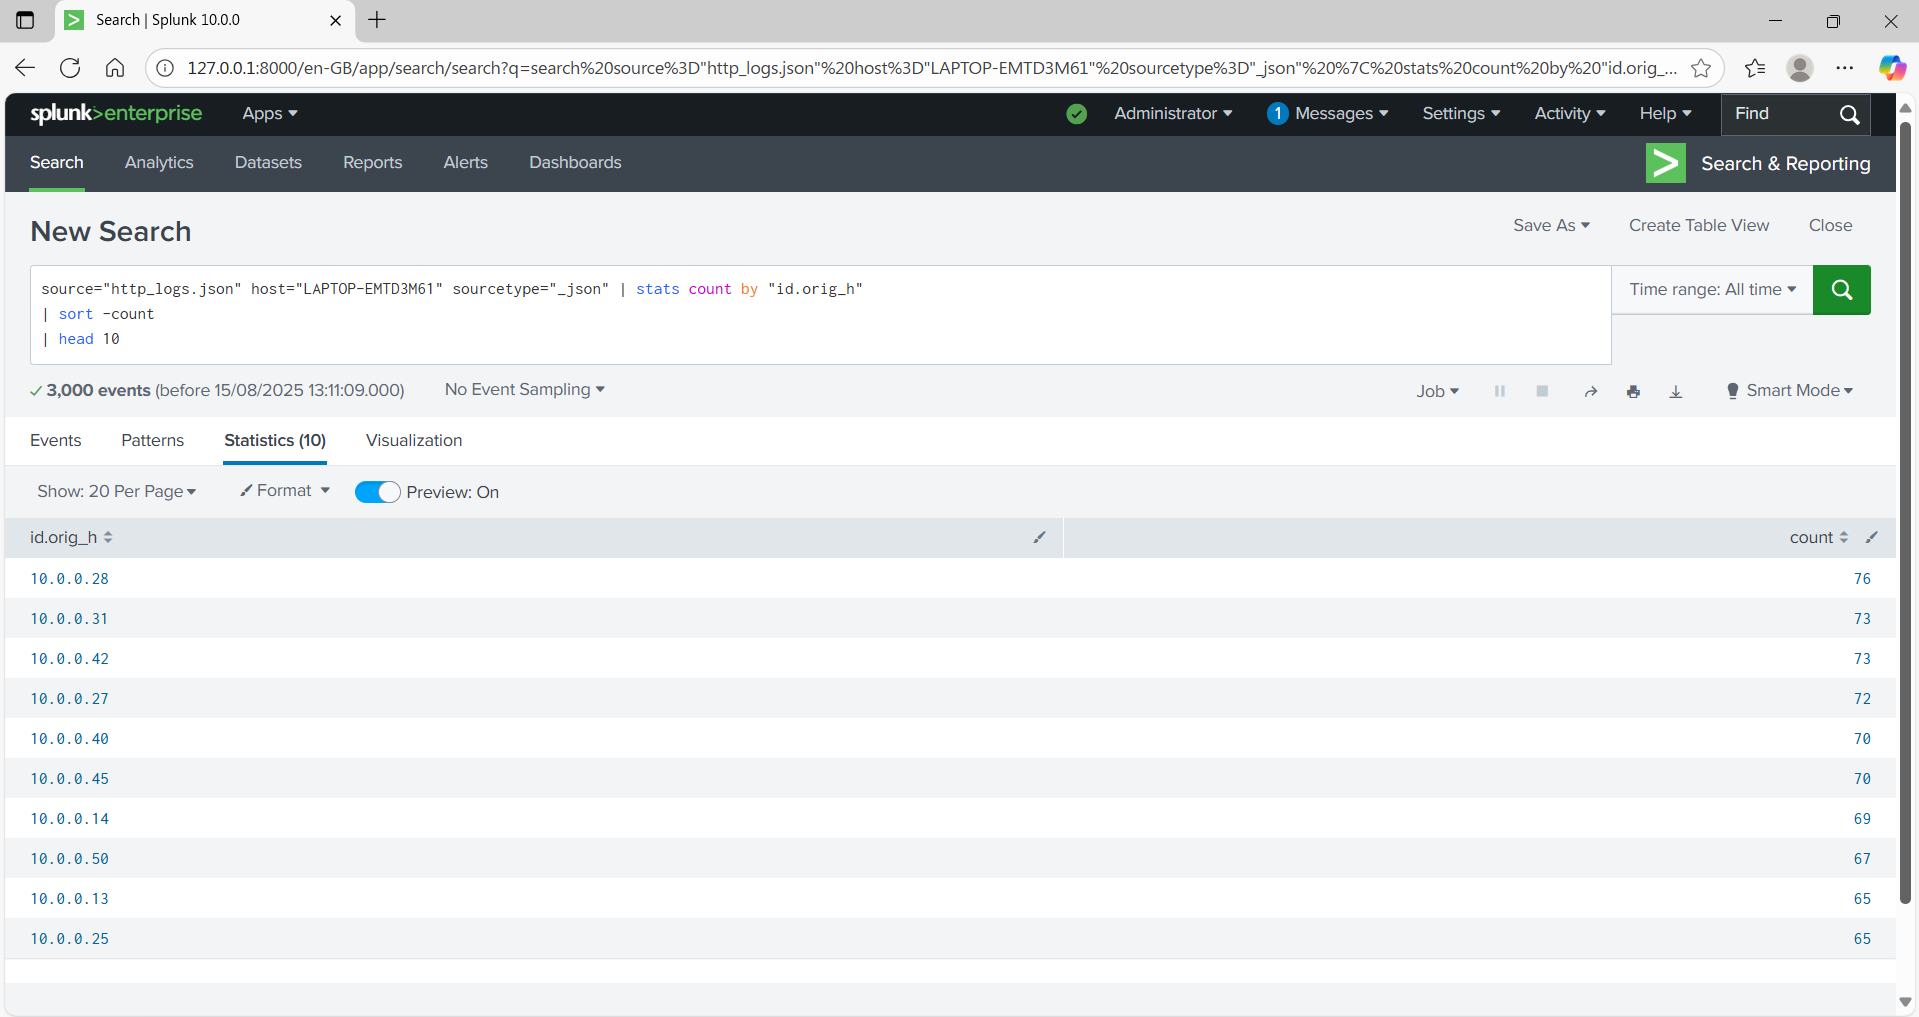 Search | Splunk 10.0.0
127.0.0.1:8000/en-GB/app/search/search?q=search%20source%3D"http_logs.json"%20host%3D"LAPTOP-EMTD3M61"%20sourcetype%3D"_json"%20%7C%20stats%20count%20by%20"id.orig_...
splunk>enterprise Apps Administrator 1 Messages Settings Activity Help Find
Search Analytics Datasets Reports Alerts Dashboards > Search & Reporting
New Search Save As Create Table View Close
source="http_logs.json" host="LAPTOP-EMTD3M61" sourcetype="_json" | stats count by "id.orig_h" Time range: All time
| sort -count
| head 10
3,000 events (before 15/08/2025 13:11:09.000) No Event Sampling Job Smart Mode
Events Patterns Statistics (10) Visualization
Show: 20 Per Page Format Preview: On
id.orig_h count
10.0.0.28 76
10.0.0.31 73
10.0.0.42 73
10.0.0.27 72
10.0.0.40 70
10.0.0.45 70
10.0.0.14 69
10.0.0.50 67
10.0.0.13 65
10.0.0.25 65